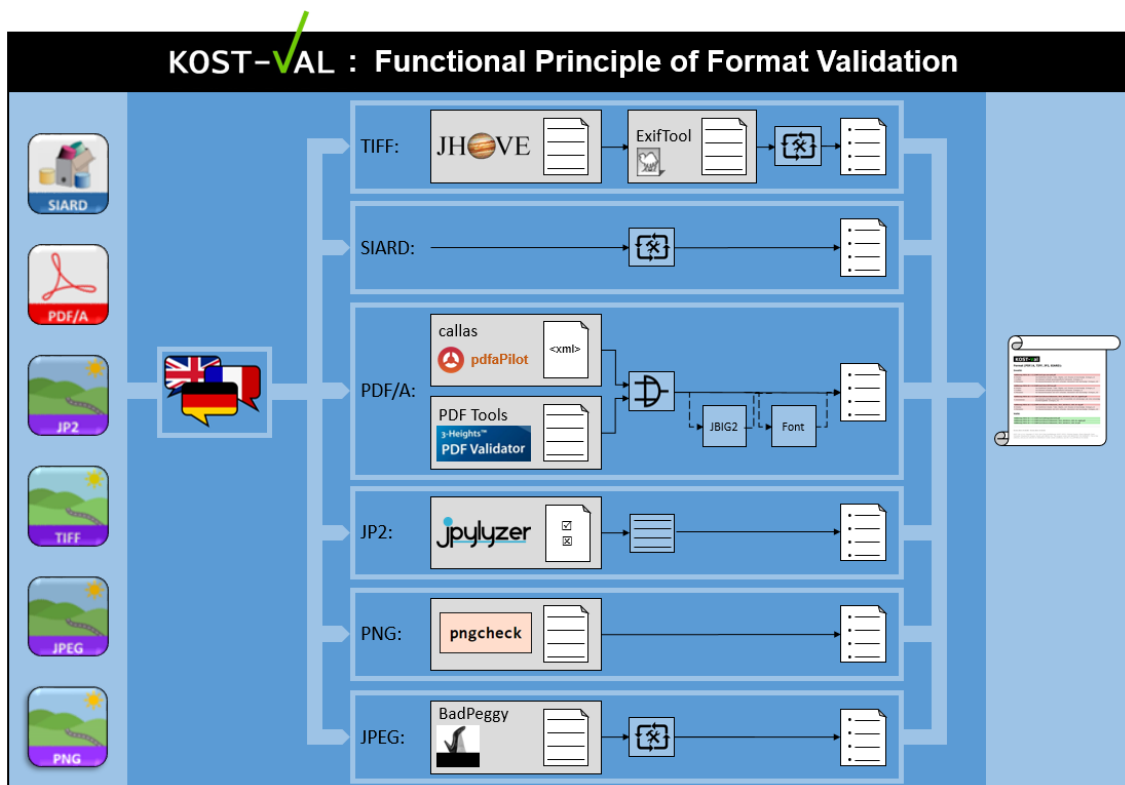 KOST-VAL : Functional Principle of Format Validation
SIARD
PDF/A
JP2
TIFF
JPEG
PNG
TIFF:
JHOVE
ExifTool
SIARD:
PDF/A:
callas
pdfaPilot
<xml>
PDF Tools
3-Heights™
PDF Validator
JBIG2
Font
JP2:
jpylyzer
PNG:
pngcheck
JPEG:
BadPeggy
KOST-Val